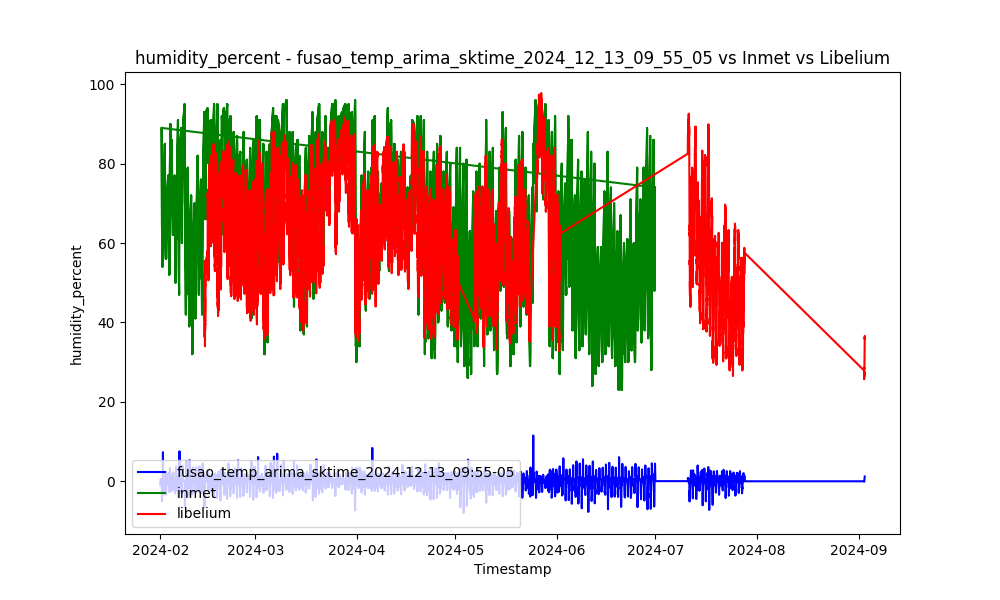 humidity_percent - fusao_temp_arima_sktime_2024_12_13_09_55_05 vs Inmet vs Libelium
humidity_percent
100
80
60
40
20
0
fusao_temp_arima_sktime_2024-12-13_09:55-05
inmet
libelium
2024-02 2024-03 2024-04 2024-05 2024-06 2024-07 2024-08 2024-09
Timestamp